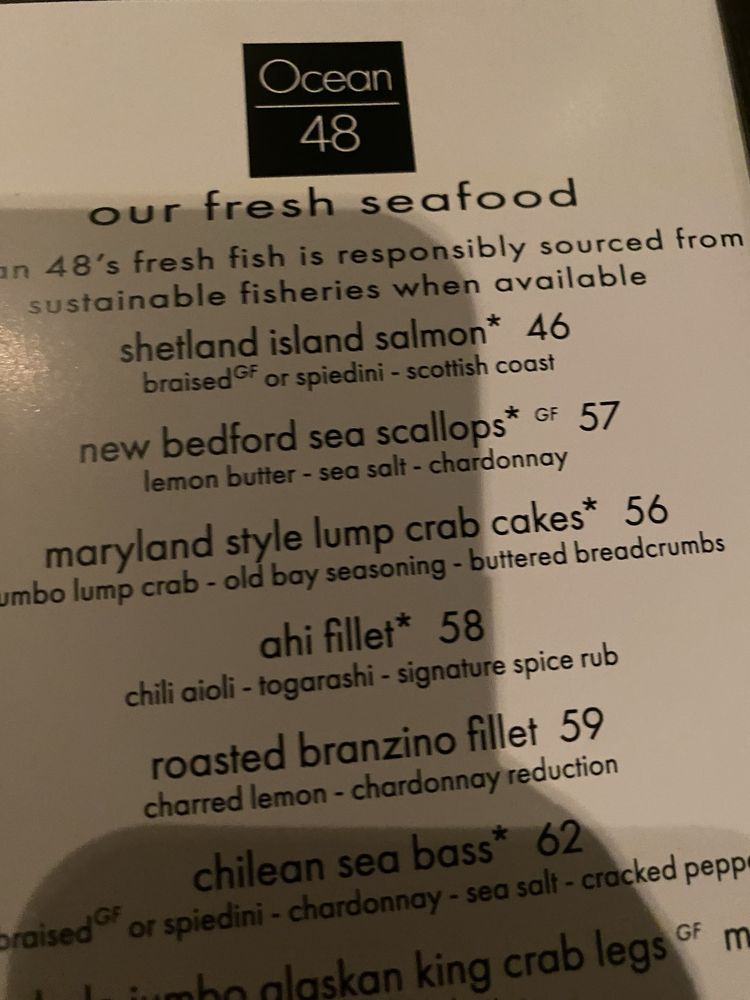 Ocean
48
our fresh seafood
48's fresh fish is responsibly sourced from
sustainable fisheries when available
shetland island salmon* 46
braisedGF or spiedini - scottish coast
new bedford sea scallops* GF 57
lemon butter - sea salt - chardonnay
maryland style lump crab cakes* 56
lump crab - old bay seasoning - buttered breadcrumbs
ahi fillet* 58
chili aioli - togarashi - signature spice rub
roasted branzino fillet 59
charred lemon - chardonnay reduction
chilean sea bass* 62
braisedGF or spiedini - chardonnay - sea salt - cracked
jumbo alaskan king crab legs GF